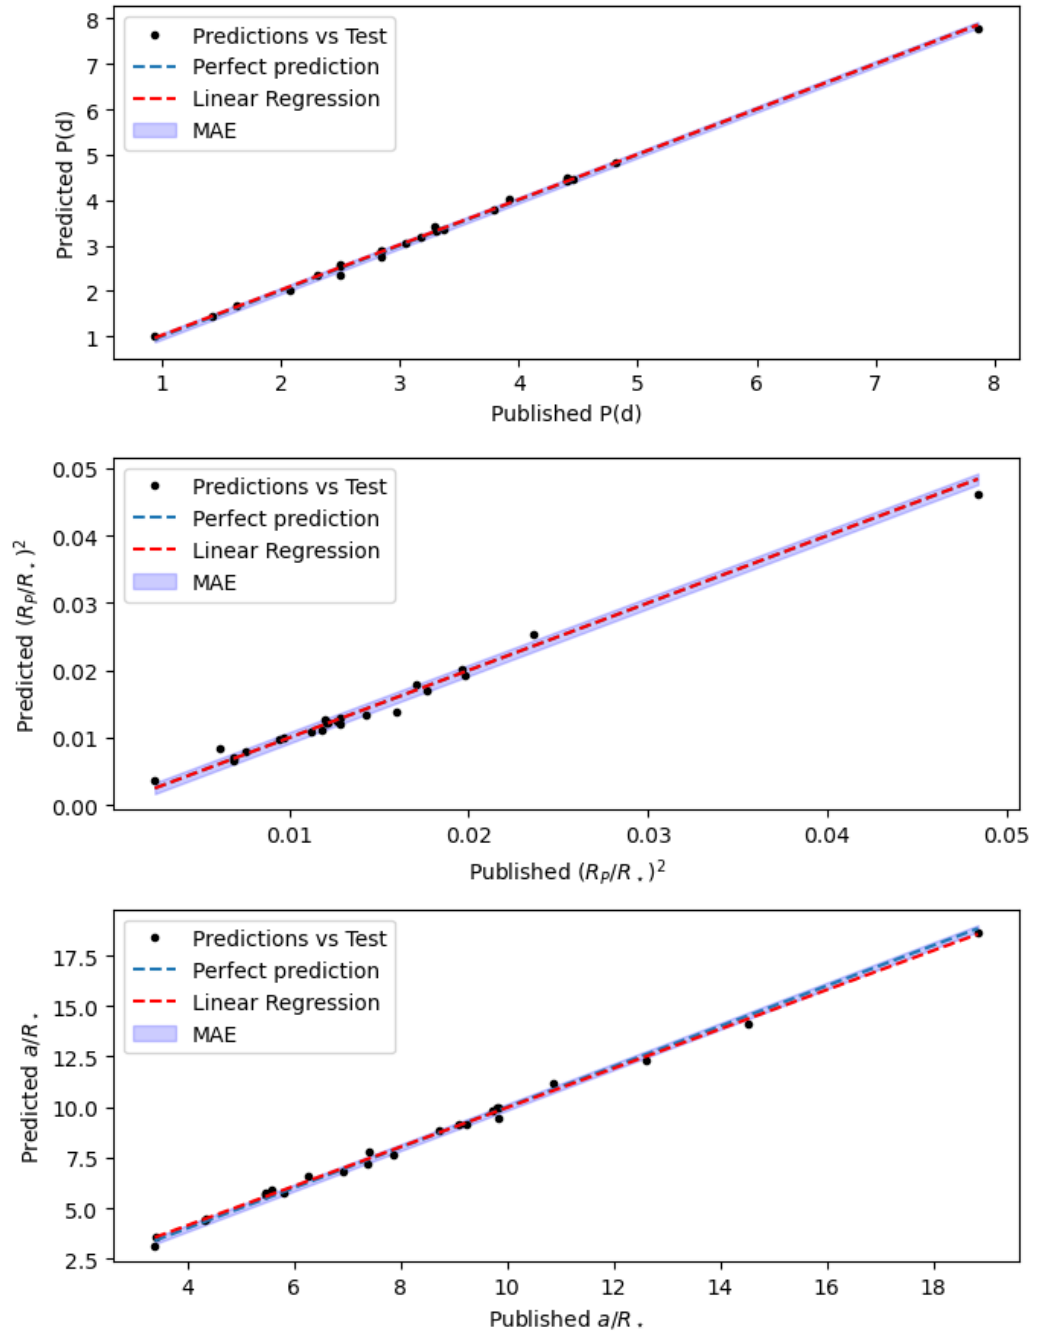 8
7
6
5
4
3
2
1
Predicted P(d)
Predictions vs Test
Perfect prediction
Linear Regression
MAE
1 2 3 4 5 6 7 8
Published P(d)
0.05
0.04
0.03
0.02
0.01
0.00
Predicted (R_P/R⋆)²
Predictions vs Test
Perfect prediction
Linear Regression
MAE
0.01 0.02 0.03 0.04 0.05
Published (R_P/R⋆)²
17.5
15.0
12.5
10.0
7.5
5.0
2.5
Predicted a/R⋆
Predictions vs Test
Perfect prediction
Linear Regression
MAE
4 6 8 10 12 14 16 18
Published a/R⋆